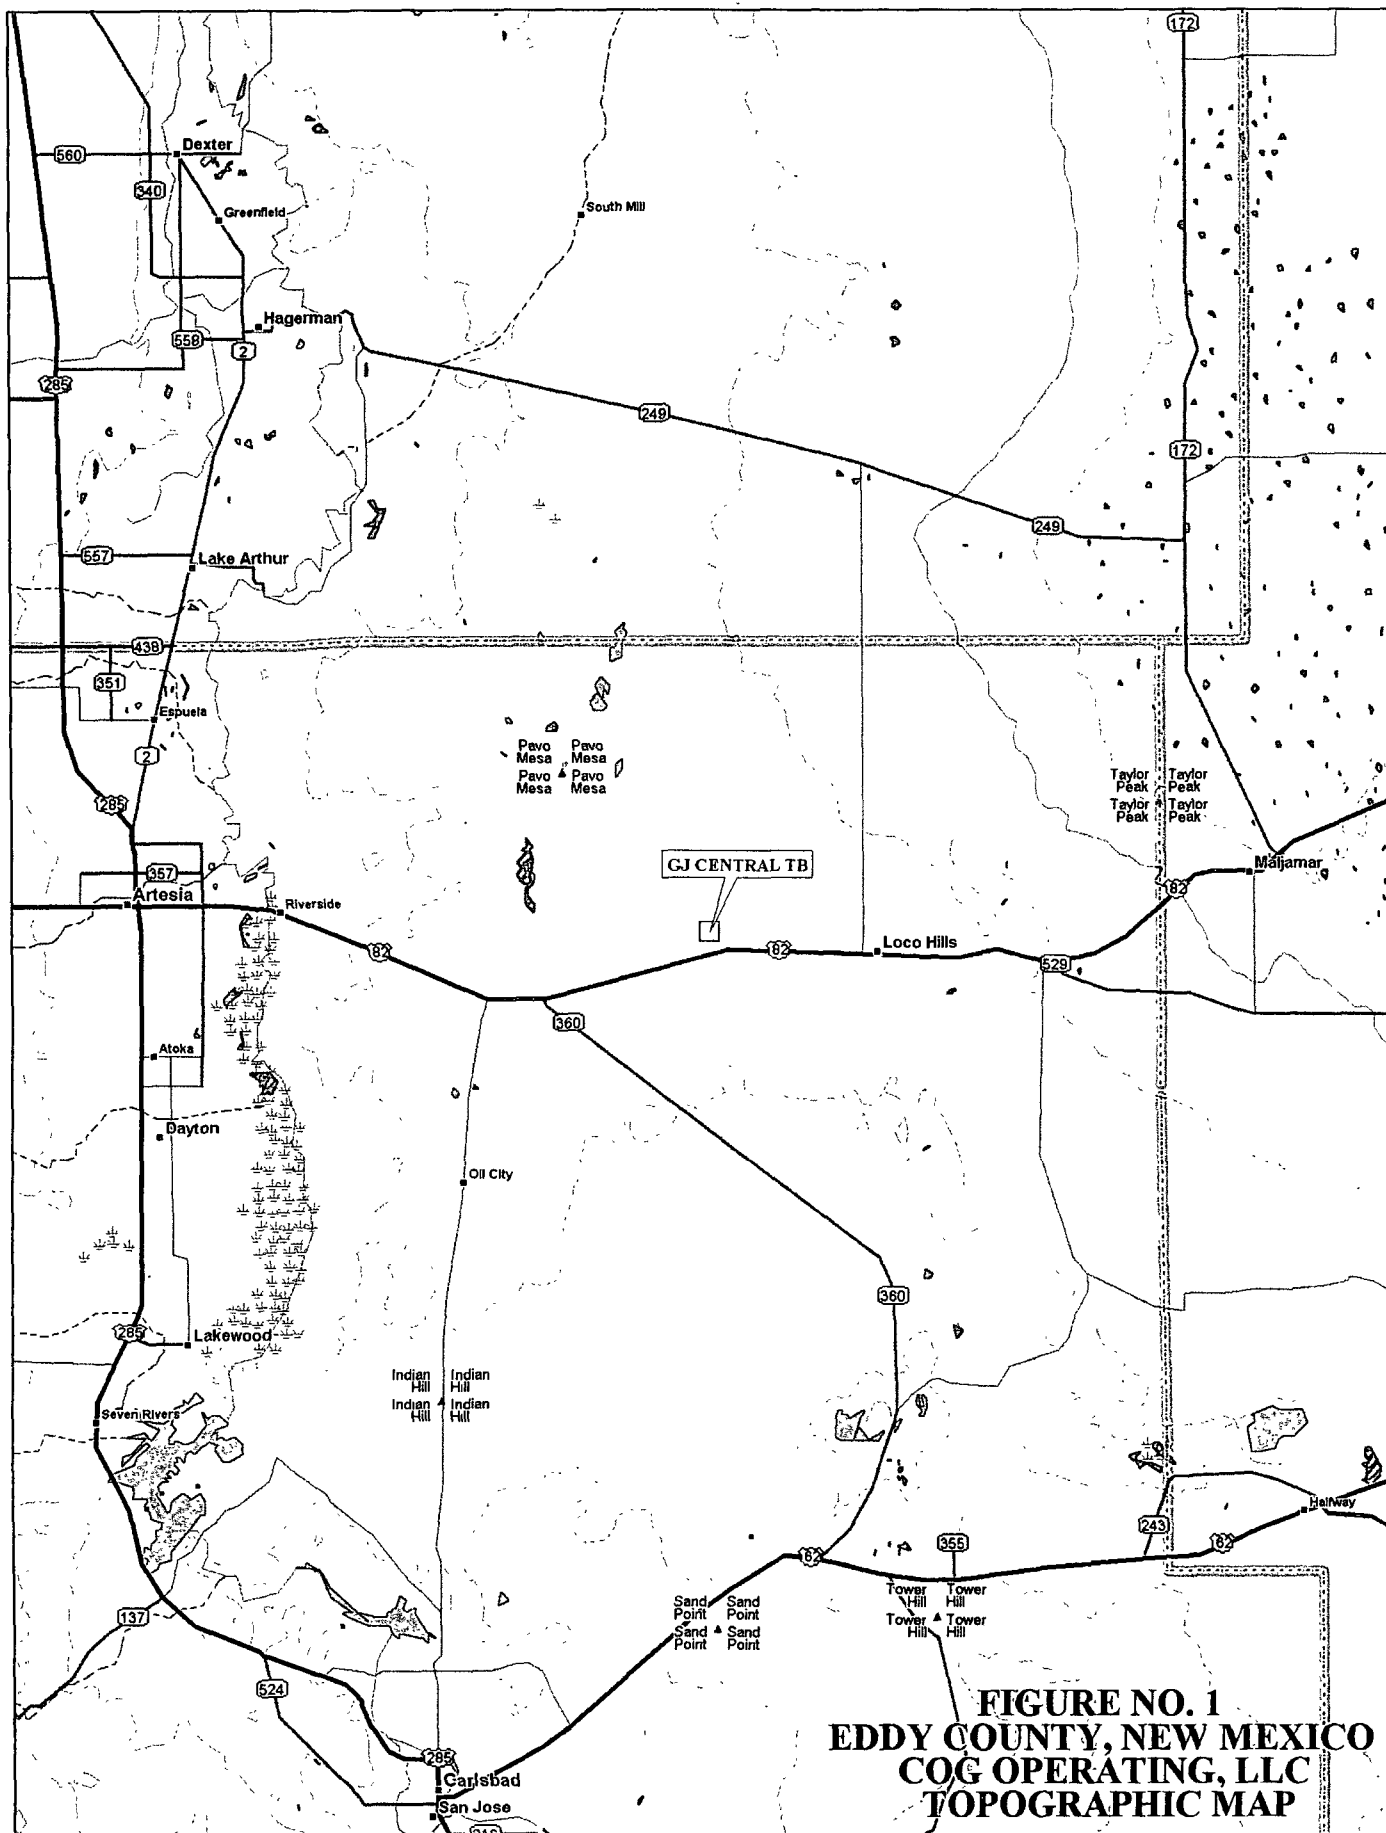 172
560
Dexter
340
Greenfield
South Mill
Hagerman
558
2
285
249
172
249
557
Lake Arthur
438
351
Espuela
2
Pavo Mesa
Pavo Mesa
Pavo Mesa
Pavo Mesa
Taylor Peak
Taylor Peak
Taylor Peak
Taylor Peak
285
GJ CENTRAL TB
Maljamar
357
82
Artesia
Riverside
82
82
Loco Hills
529
360
Atoka
Dayton
Oil City
360
285
Lakewood
Indian Hill
Indian Hill
Indian Hill
Indian Hill
Seven Rivers
Halfway
243
62
355
62
Tower Hill
Tower Hill
Tower Hill
Tower Hill
Sand Point
Sand Point
Sand Point
Sand Point
137
524
285
Carlsbad
San Jose
FIGURE NO. 1
EDDY COUNTY, NEW MEXICO
COG OPERATING, LLC
TOPOGRAPHIC MAP